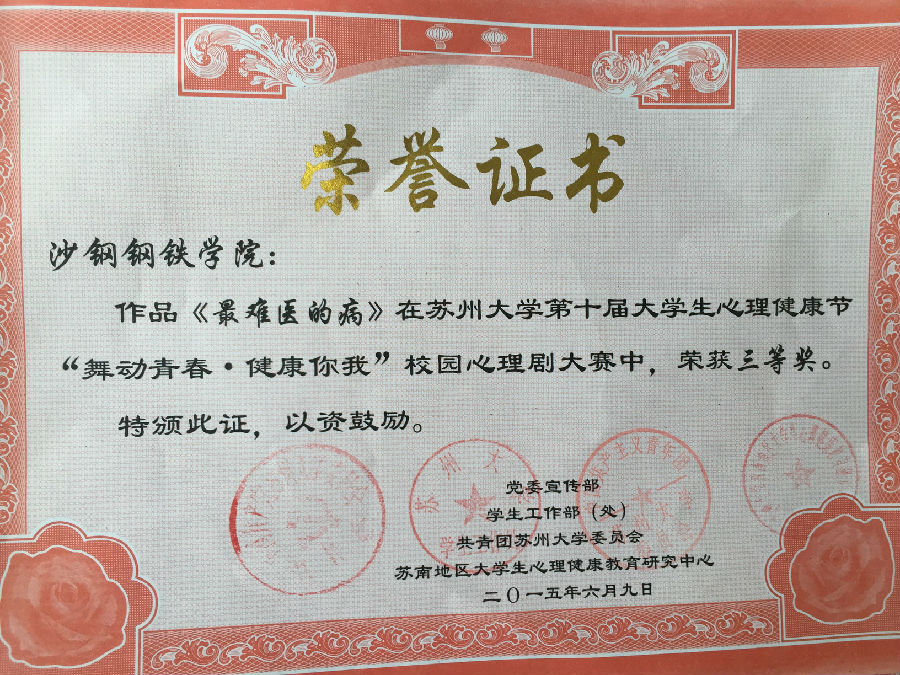 荣誉证书
沙钢钢铁学院：
作品《最难医的病》在苏州大学第十届大学生心理健康节
“舞动青春·健康你我”校园心理剧大赛中，荣获三等奖。
特颁此证，以资鼓励。
党委宣传部
学生工作部（处）
共青团苏州大学委员会
苏南地区大学生心理健康教育研究中心
二〇一五年六月九日